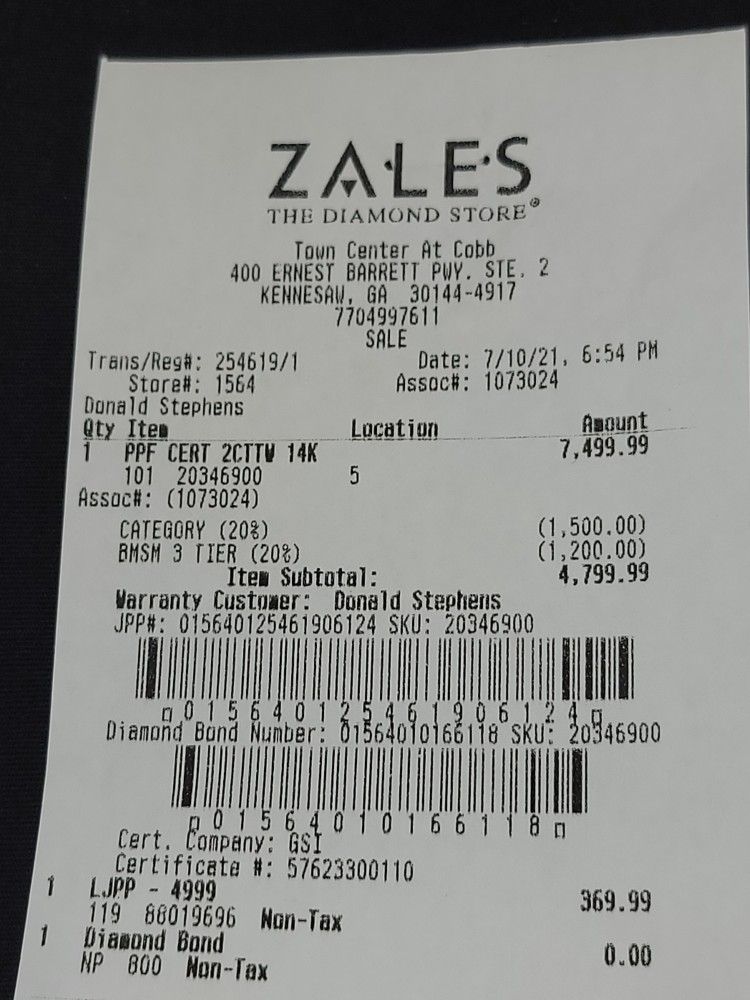 ZALES
THE DIAMOND STORE®
Town Center At Cobb
400 ERNEST BARRETT PWY. STE. 2
KENNESAW, GA 30144-4917
7704997611
SALE
Trans/Reg#: 254619/1 Date: 7/10/21, 6:54 PM
Store#: 1564 Assoc#: 1073024
Donald Stephens
Qty Item Location Amount
1 PPF CERT 2CTTW 14K 7,499.99
101 20346900 5
Assoc#: (1073024)
CATEGORY (20%) (1,500.00)
BMSM 3 TIER (20%) (1,200.00)
Item Subtotal: 4,799.99
Warranty Customer: Donald Stephens
JPP#: 015640125461906124 SKU: 20346900
015640125461906124
Diamond Bond Number: 01564010166118 SKU: 20346900
01564010166118
Cert. Company: GSI
Certificate #: 57623300110
1 LJPP - 4999 369.99
119 88019696 Non-Tax
1 Diamond Bond 0.00
NP 800 Non-Tax